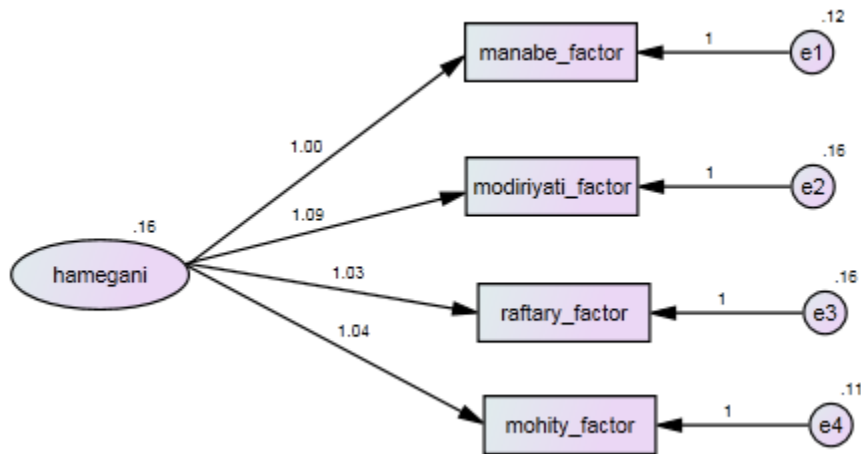 .12
manabe_factor
1
e1
1.00
.16
modiriyati_factor
1
e2
1.09
.16
hamegani
1.03
.16
raftary_factor
1
e3
1.04
.11
mohity_factor
1
e4